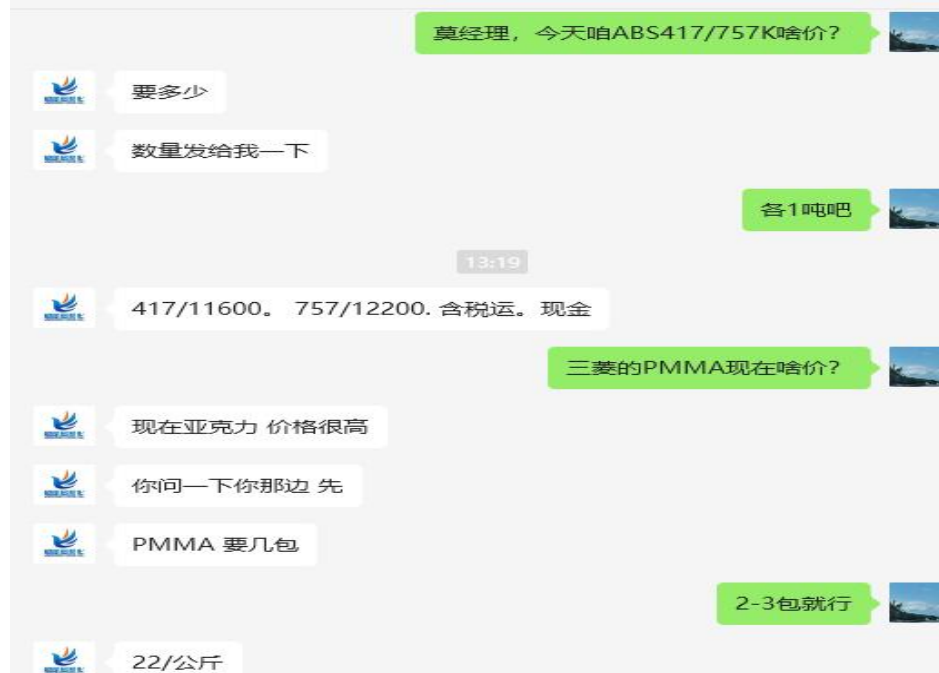 莫经理，今天咱ABS417/757K啥价？
要多少
数量发给我一下
各1吨吧
13:19
417/11600。 757/12200. 含税运。现金
三菱的PMMA现在啥价？
现在亚克力 价格很高
你问一下你那边 先
PMMA 要几包
2-3包就行
22/公斤